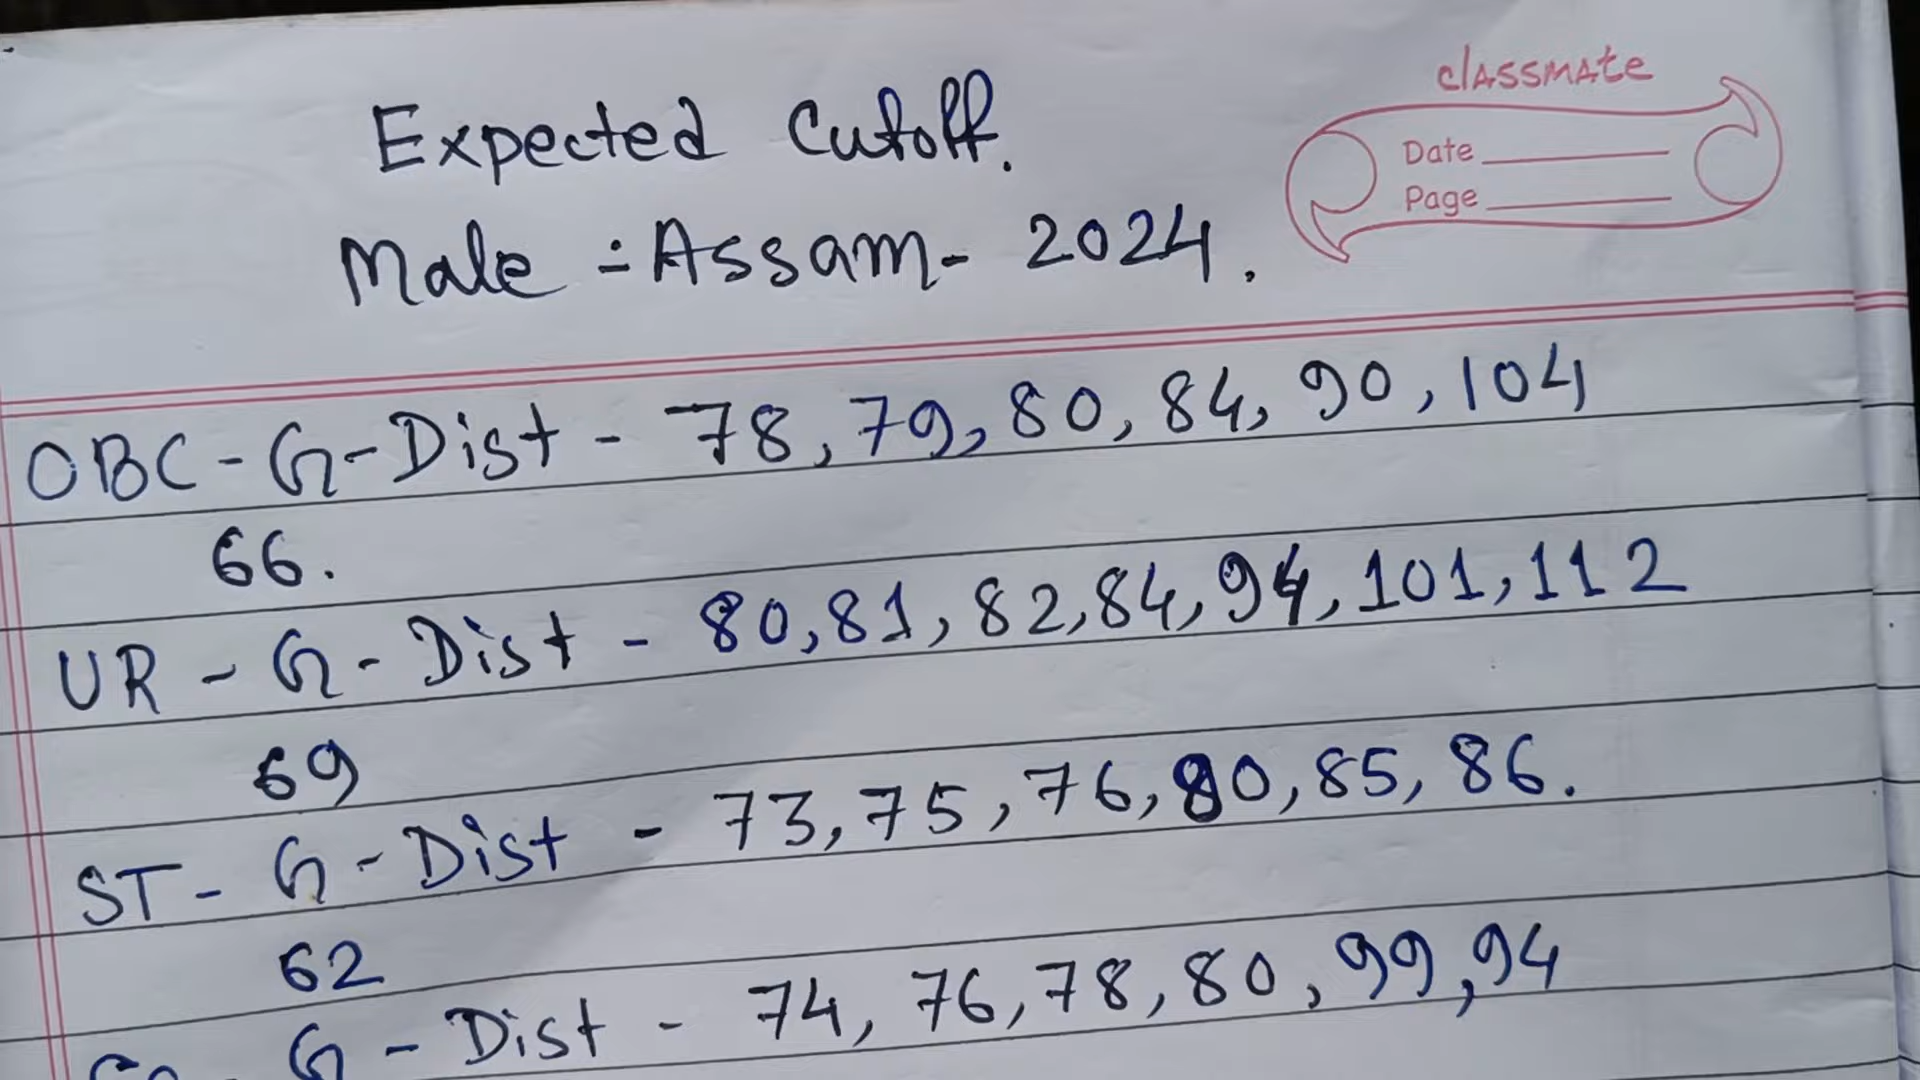 classmate
Date
Page
Expected Cutoff.
Male :- Assam - 2024.
OBC - G - Dist - 78, 79, 80, 84, 90, 104
66.
UR - G - Dist - 80, 81, 82, 84, 94, 101, 112
69
ST - G - Dist - 73, 75, 76, 80, 85, 86.
62
G - Dist - 74, 76, 78, 80, 99, 94